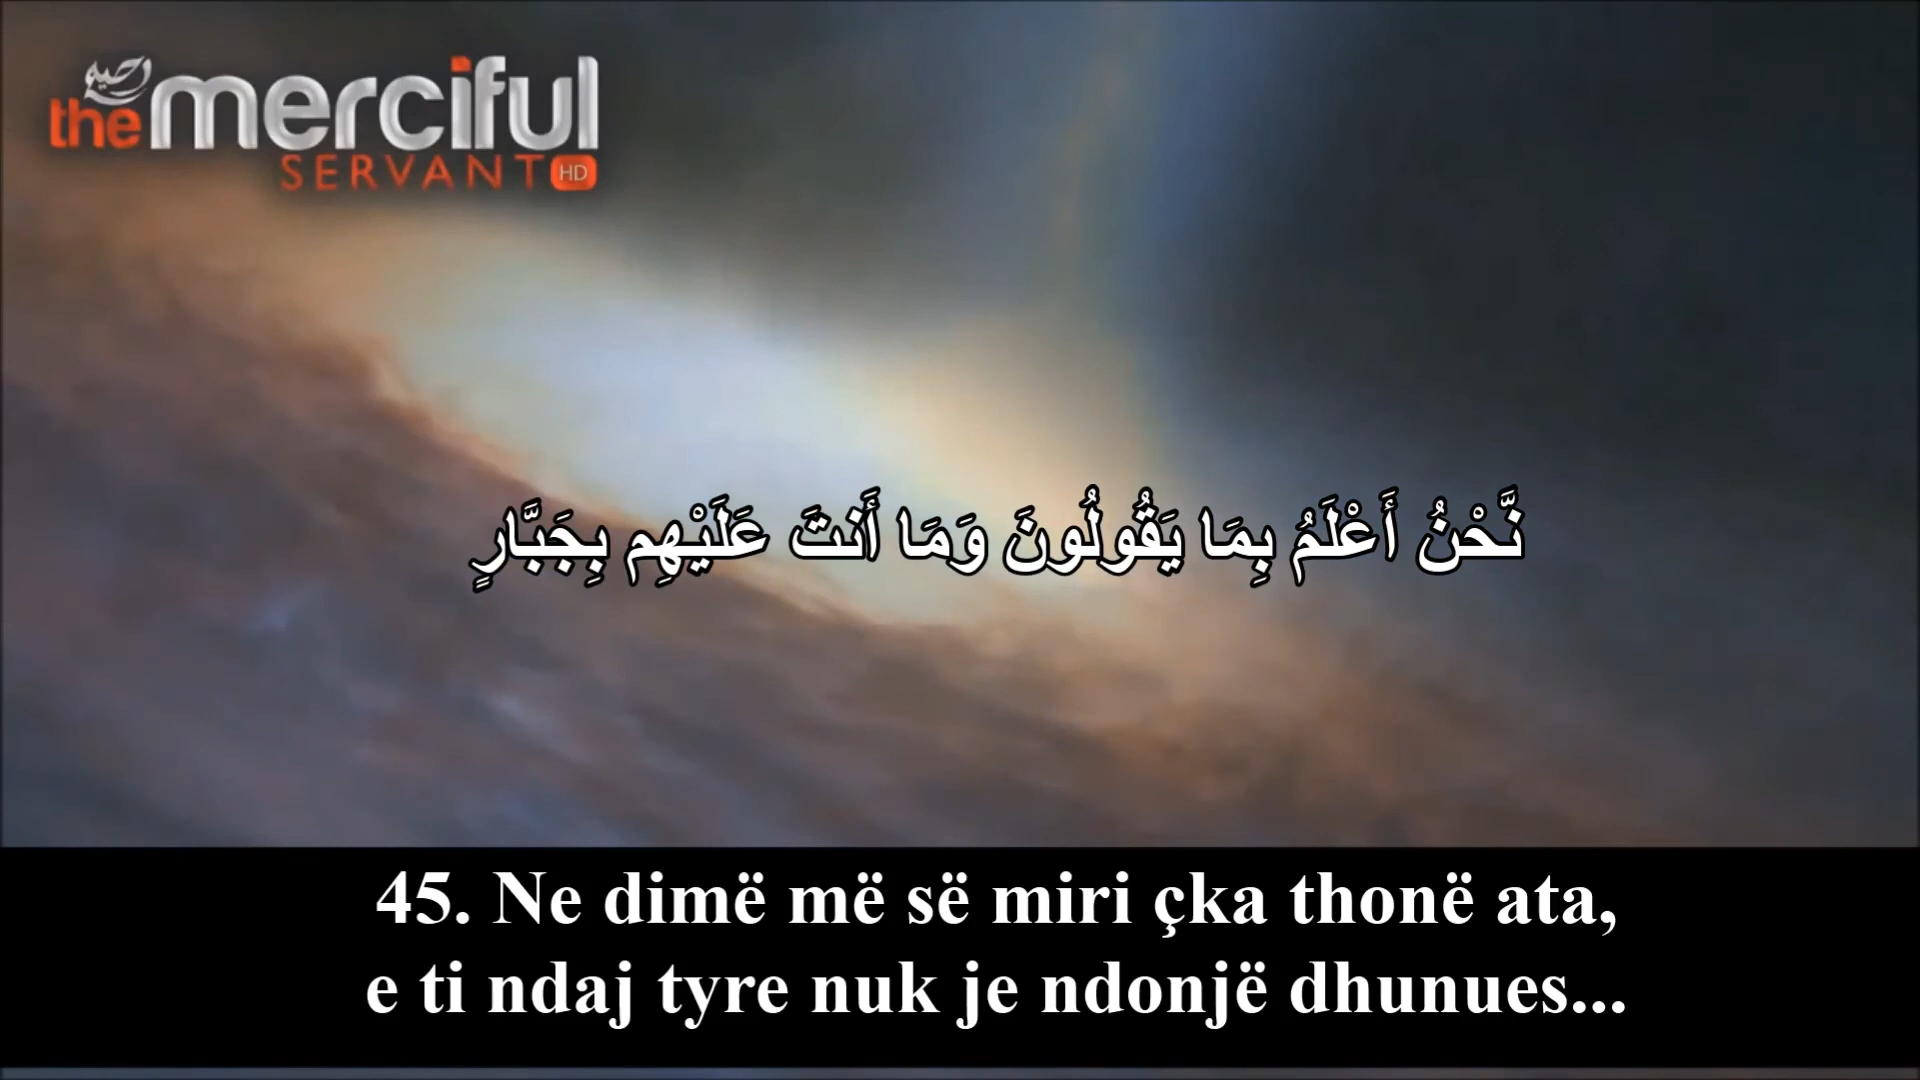 رحيم
the merciful
SERVANT HD
نَّحْنُ أَعْلَمُ بِمَا يَقُولُونَ وَمَا أَنتَ عَلَيْهِم بِجَبَّارٍ
45. Ne dimë më së miri çka thonë ata,
e ti ndaj tyre nuk je ndonjë dhunues...